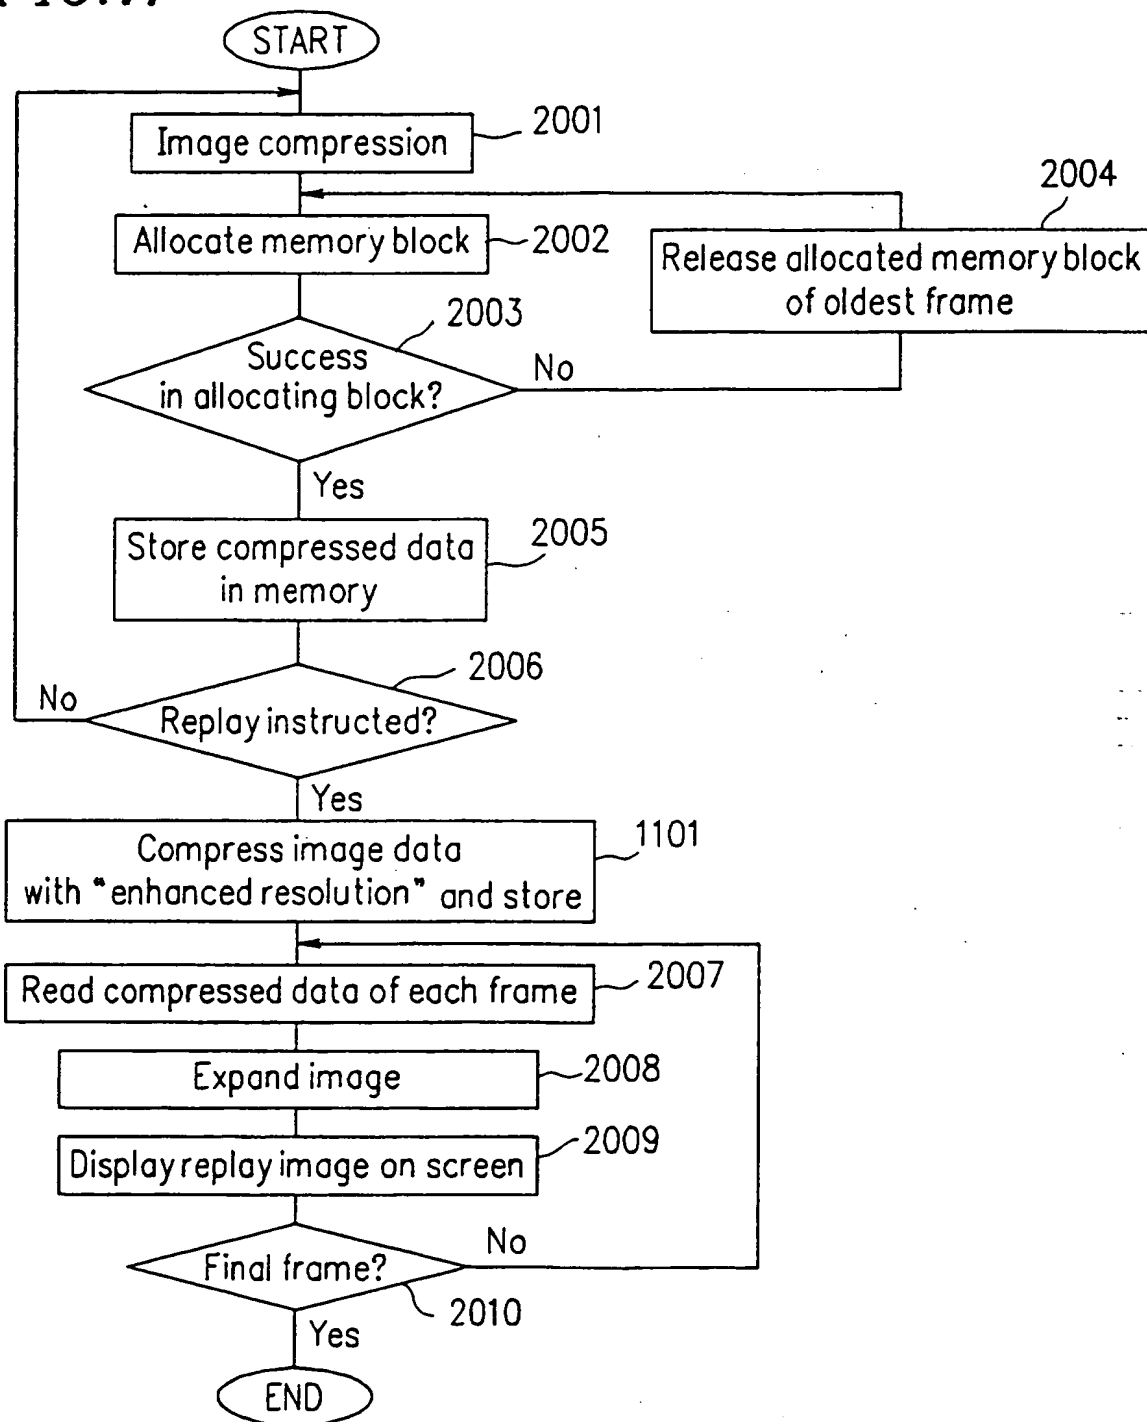 START
Image compression
2001
2004
Allocate memory block
2002
Release allocated memory block
of oldest frame
2003
Success
in allocating block?
No
Yes
Store compressed data
in memory
2005
2006
No
Replay instructed?
Yes
Compress image data
with "enhanced resolution" and store
1101
Read compressed data of each frame
2007
Expand image
2008
Display replay image on screen
2009
No
Final frame?
2010
Yes
END